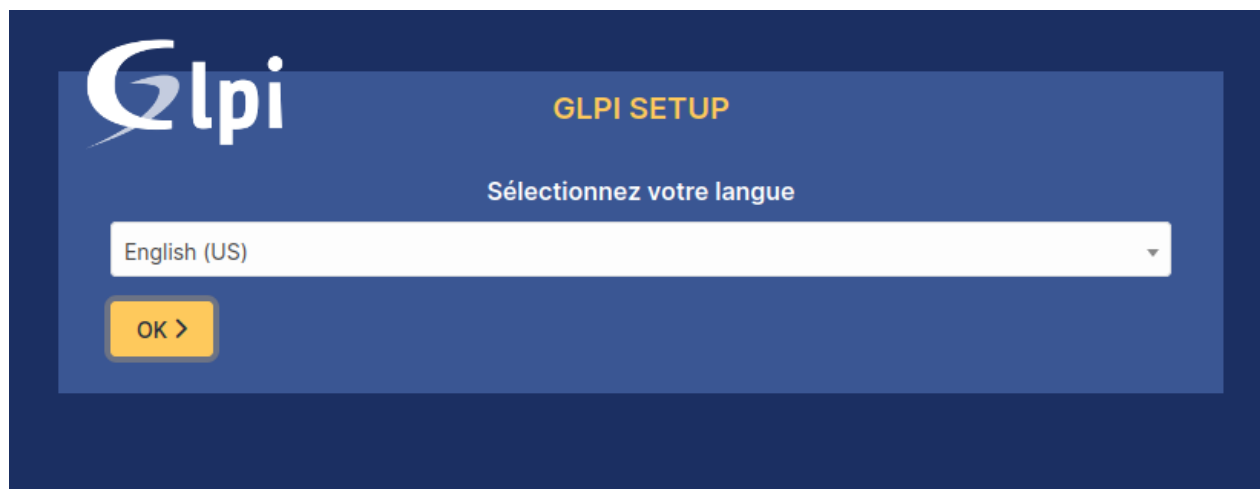 Glpi
GLPI SETUP
Sélectionnez votre langue
English (US)
OK